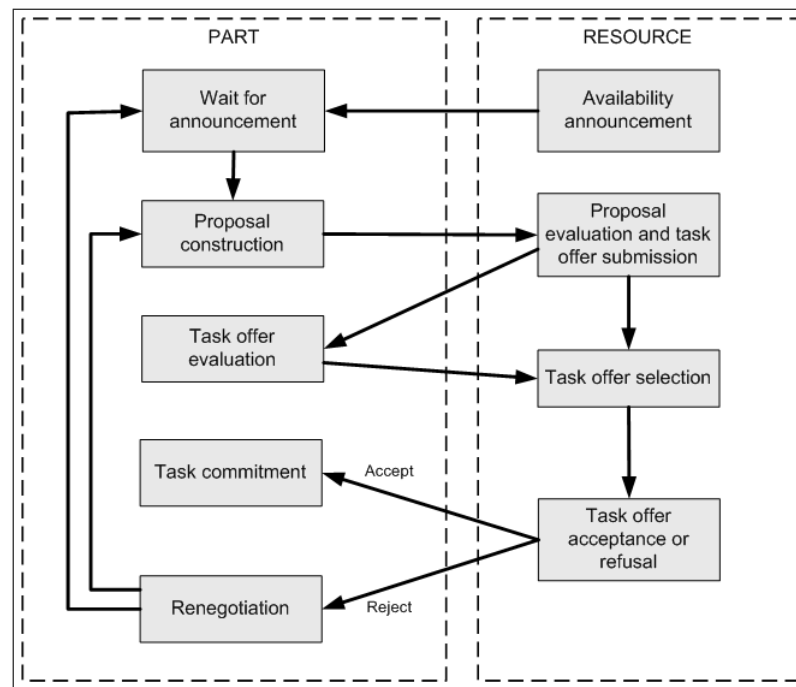 PART
RESOURCE
Wait for
announcement
Availability
announcement
Proposal
construction
Proposal
evaluation and task
offer submission
Task offer
evaluation
Task offer selection
Task commitment
Accept
Task offer
acceptance or
refusal
Renegotiation
Reject